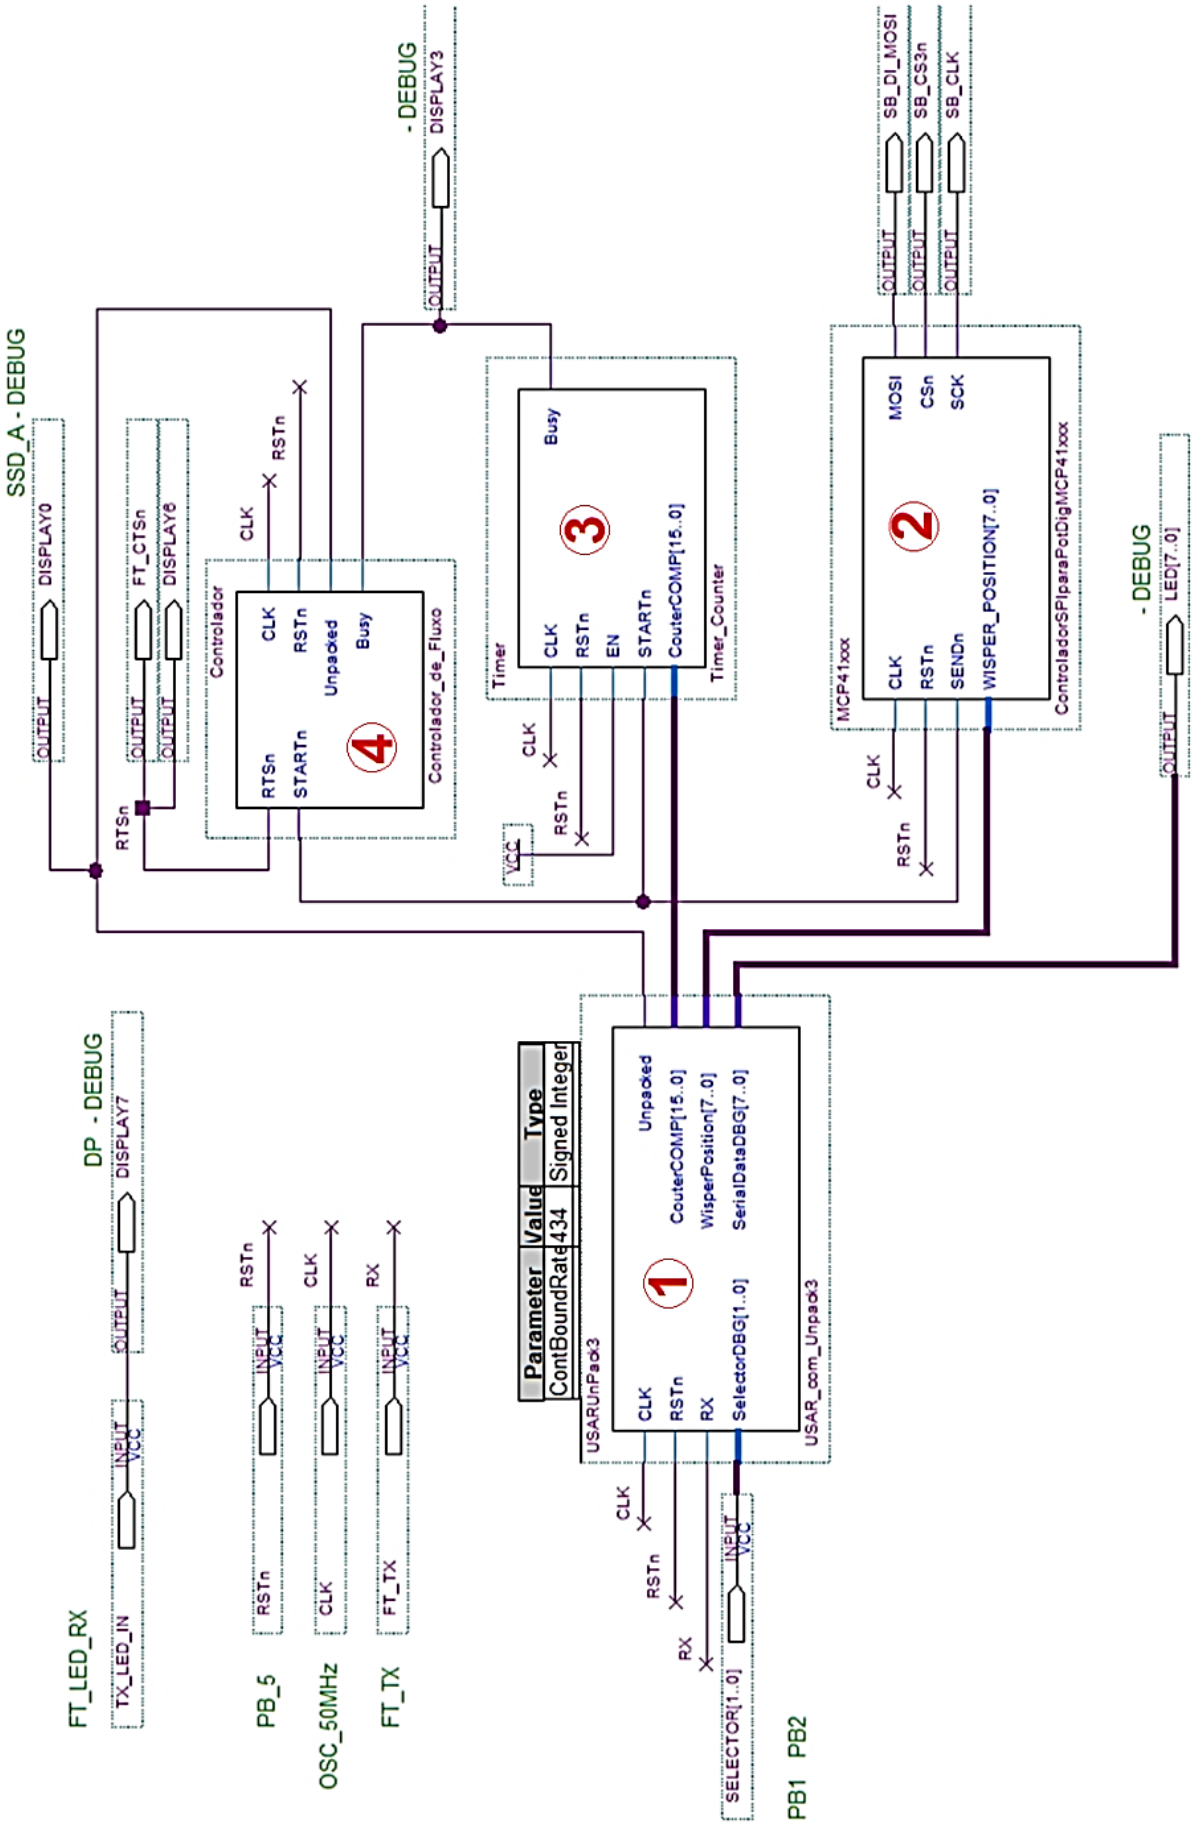 FT_LED_RX
TX_LED_IN
INPUT
VCC
OUTPUT
DISPLAY7
DP - DEBUG
PB_5
RSTn
INPUT
VCC
RSTn
OSC_50MHz
CLK
INPUT
VCC
CLK
FT_TX
FT_TX
INPUT
VCC
RX
SSD_A - DEBUG
OUTPUT
DISPLAY0
RTSn
OUTPUT
FT_CTSn
OUTPUT
DISPLAY6
Controlador
CLK
RSTn
RTSn
STARTn
CLK
RSTn
Unpacked
Busy
4
Controlador_de_Fluxo
- DEBUG
OUTPUT
DISPLAY3
Parameter Value Type
ContBoundRate 434 Signed Integer
USARUnPack3
CLK
RSTn
RX
CLK
RSTn
RX
SelectorDBG[1..0]
Unpacked
CouterCOMP[15..0]
WisperPosition[7..0]
SerialDataDBG[7..0]
1
USAR_com_Unpack3
SELECTOR[1..0]
INPUT
VCC
PB1 PB2
Timer
CLK
RSTn
VCC
CLK
RSTn
EN
STARTn
CouterCOMP[15..0]
Busy
3
Timer_Counter
MCP41xxx
CLK
RSTn
CLK
RSTn
SENDn
WISPER_POSITION[7..0]
MOSI
CSn
SCK
2
ControladorSPIparaPotDigMCP41xxx
OUTPUT
SB_DI_MOSI
OUTPUT
SB_CS3n
OUTPUT
SB_CLK
- DEBUG
OUTPUT
LED[7..0]